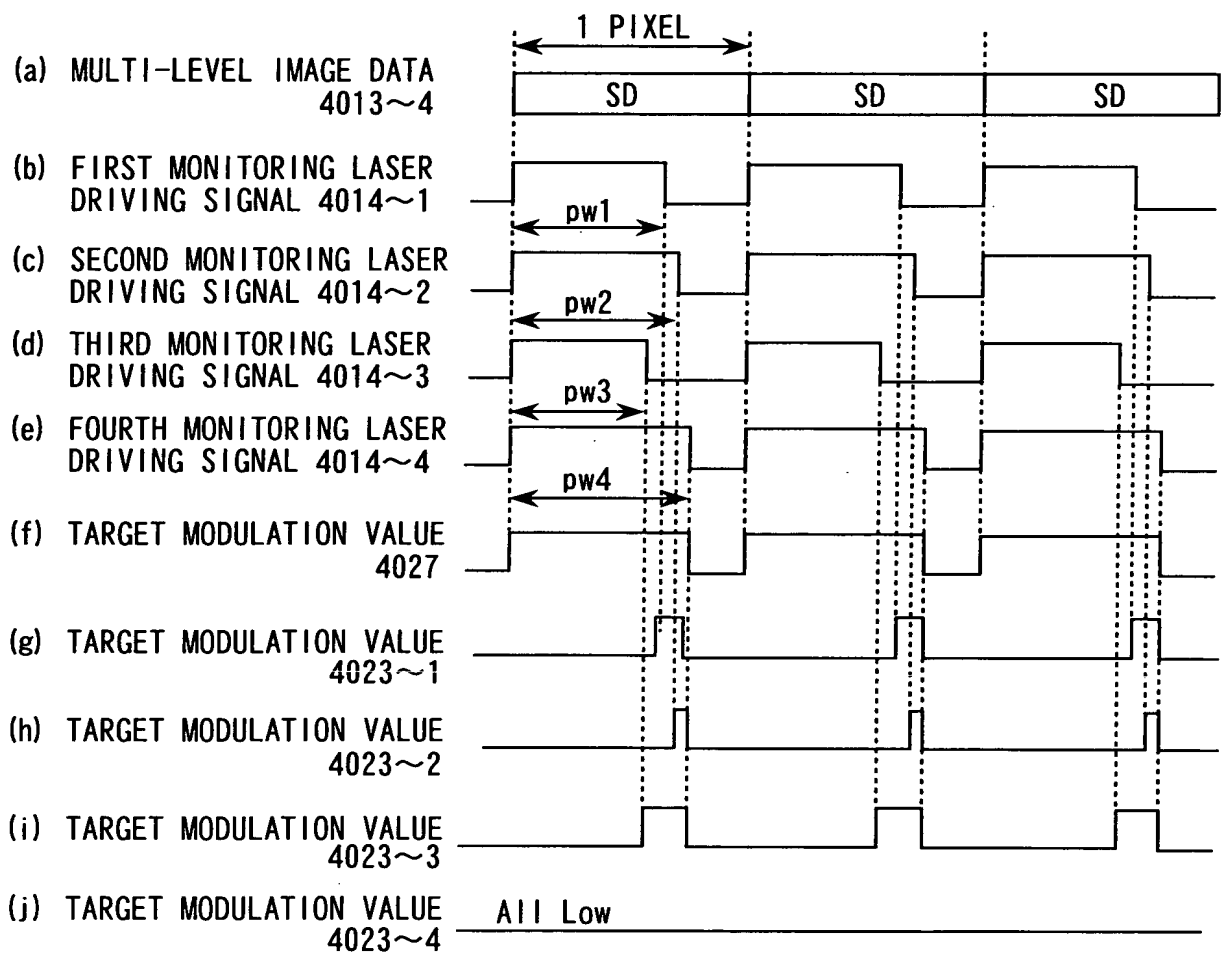 1 PIXEL
(a) MULTI-LEVEL IMAGE DATA
4013～4
SD SD SD
(b) FIRST MONITORING LASER
DRIVING SIGNAL 4014～1
pw1
(c) SECOND MONITORING LASER
DRIVING SIGNAL 4014～2
pw2
(d) THIRD MONITORING LASER
DRIVING SIGNAL 4014～3
pw3
(e) FOURTH MONITORING LASER
DRIVING SIGNAL 4014～4
pw4
(f) TARGET MODULATION VALUE
4027
(g) TARGET MODULATION VALUE
4023～1
(h) TARGET MODULATION VALUE
4023～2
(i) TARGET MODULATION VALUE
4023～3
(j) TARGET MODULATION VALUE
4023～4
All Low